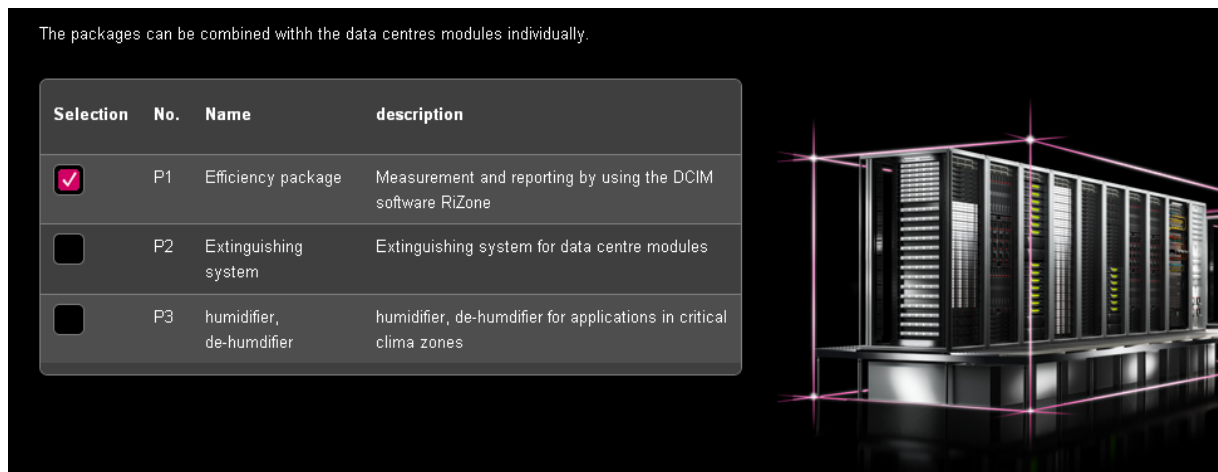 The packages can be combined withh the data centres modules individually.
Selection No. Name description
P1 Efficiency package Measurement and reporting by using the DCIM
software RiZone
P2 Extinguishing Extinguishing system for data centre modules
system
P3 humidifier, humidifier, de-humdifier for applications in critical
de-humdifier clima zones